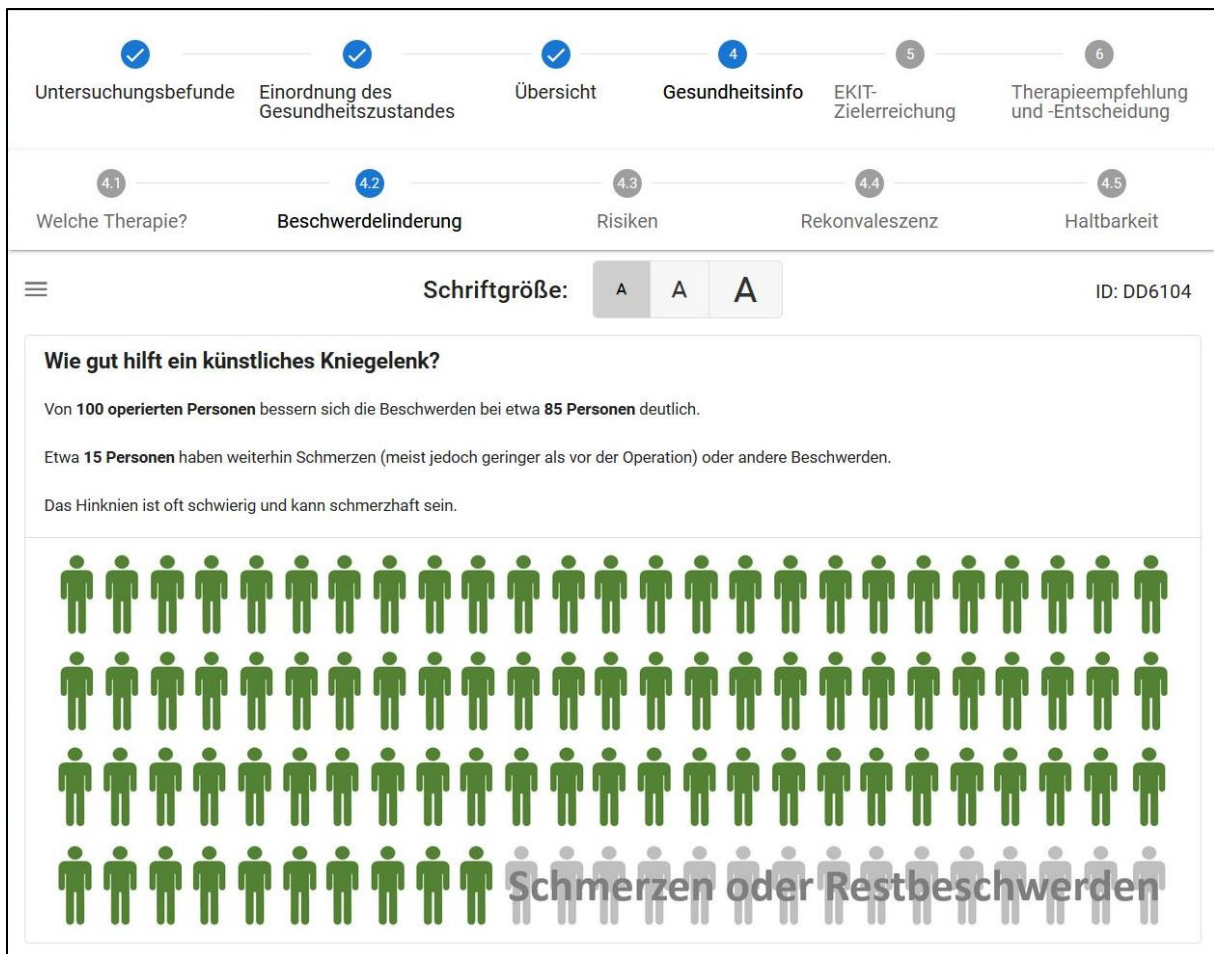 4
5
6
Untersuchungsbefunde
Einordnung des
Gesundheitszustandes
Übersicht
Gesundheitsinfo
EKIT-
Zielerreichung
Therapieempfehlung
und -Entscheidung
4.1
4.2
4.3
4.4
4.5
Welche Therapie?
Beschwerdelinderung
Risiken
Rekonvaleszenz
Haltbarkeit
Schriftgröße: A A A
ID: DD6104
Wie gut hilft ein künstliches Kniegelenk?
Von 100 operierten Personen bessern sich die Beschwerden bei etwa 85 Personen deutlich.
Etwa 15 Personen haben weiterhin Schmerzen (meist jedoch geringer als vor der Operation) oder andere Beschwerden.
Das Hinknien ist oft schwierig und kann schmerzhaft sein.
Schmerzen oder Restbeschwerden